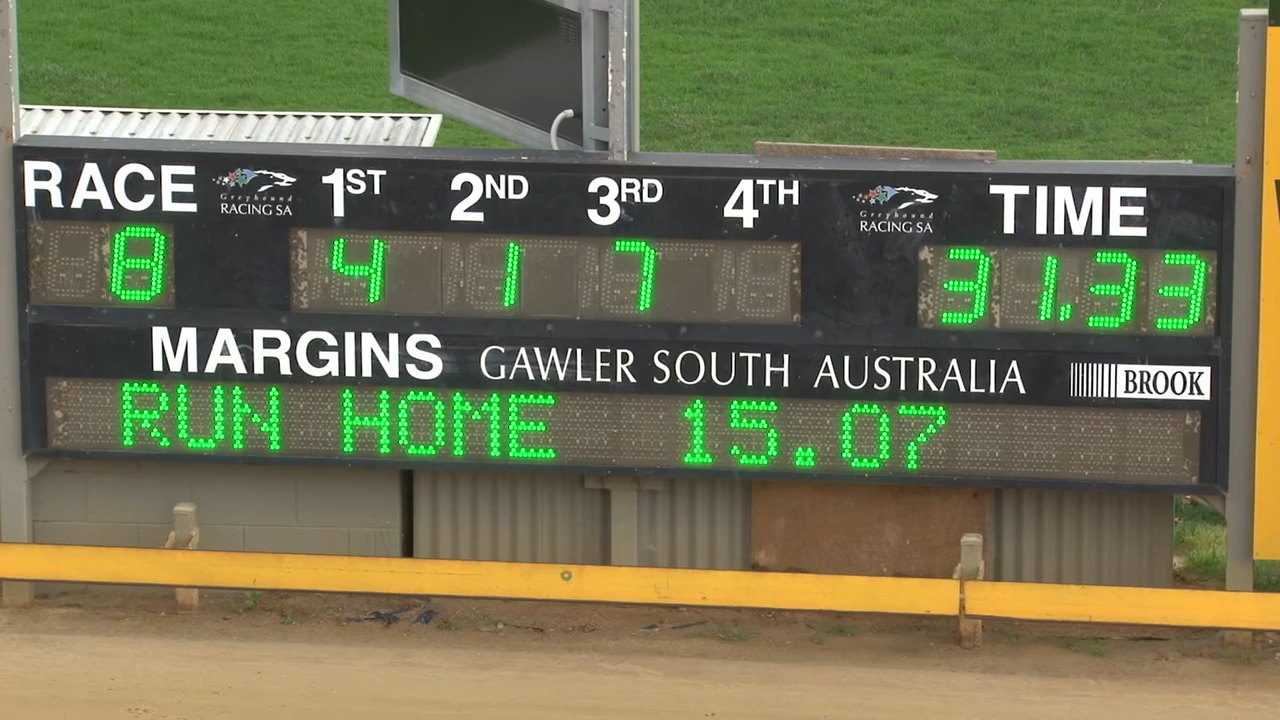 RACE Greyhound RACING SA 1ST 2ND 3RD 4TH Greyhound RACING SA TIME
8 4 1 7 31.33
MARGINS GAWLER SOUTH AUSTRALIA BROOK
RUN HOME 15.07